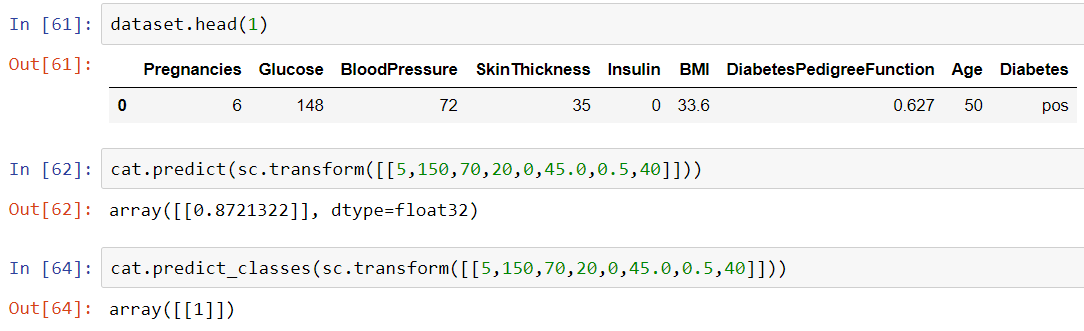 In [61]: dataset.head(1)
Out[61]:
Pregnancies Glucose BloodPressure SkinThickness Insulin BMI DiabetesPedigreeFunction Age Diabetes
0 6 148 72 35 0 33.6 0.627 50 pos
In [62]: cat.predict(sc.transform([[5,150,70,20,0,45.0,0.5,40]]))
Out[62]: array([[0.8721322]], dtype=float32)
In [64]: cat.predict_classes(sc.transform([[5,150,70,20,0,45.0,0.5,40]]))
Out[64]: array([[1]])